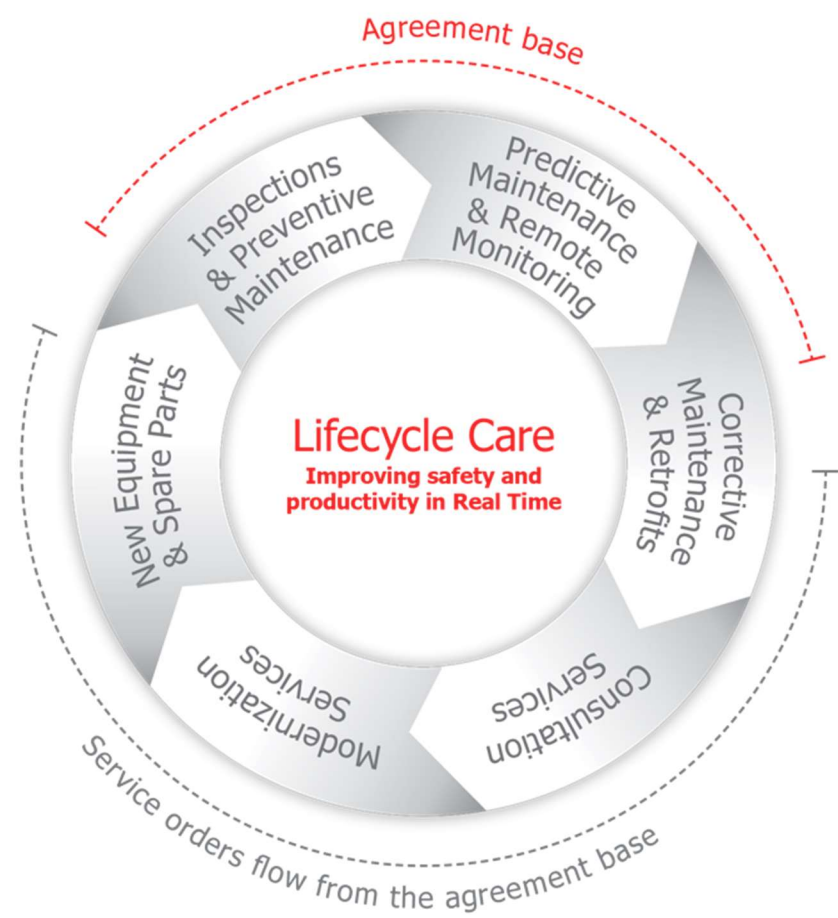 Agreement base
Inspections
& Preventive
Maintenance
Predictive
Maintenance
& Remote
Monitoring
Corrective
Maintenance
& Retrofits
Consultation
Services
Modernization
Services
New Equipment
& Spare Parts
Lifecycle Care
Improving safety and
productivity in Real Time
Service orders flow from the agreement base